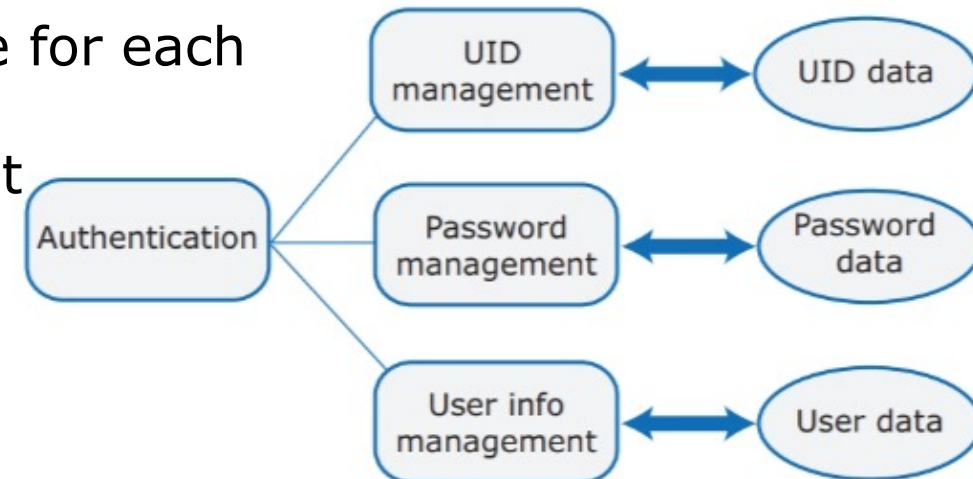 e for each
t
Authentication
UID
management
UID data
Password
management
Password
data
User info
management
User data